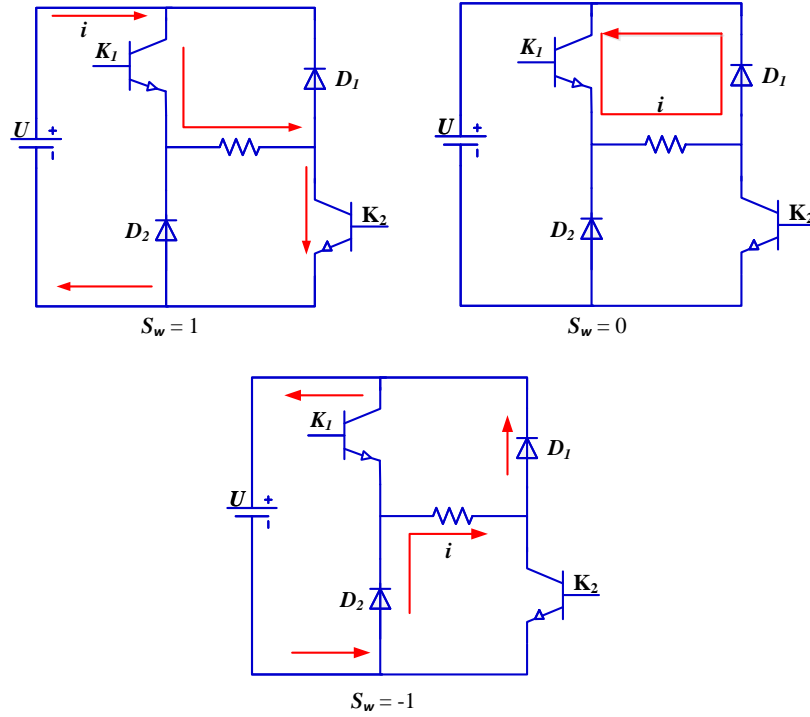 i
K1
D1
U
+
D2
K2
Sw = 1
K1
D1
i
U
+
D2
K2
Sw = 0
K1
D1
U
+
i
D2
K2
Sw = -1